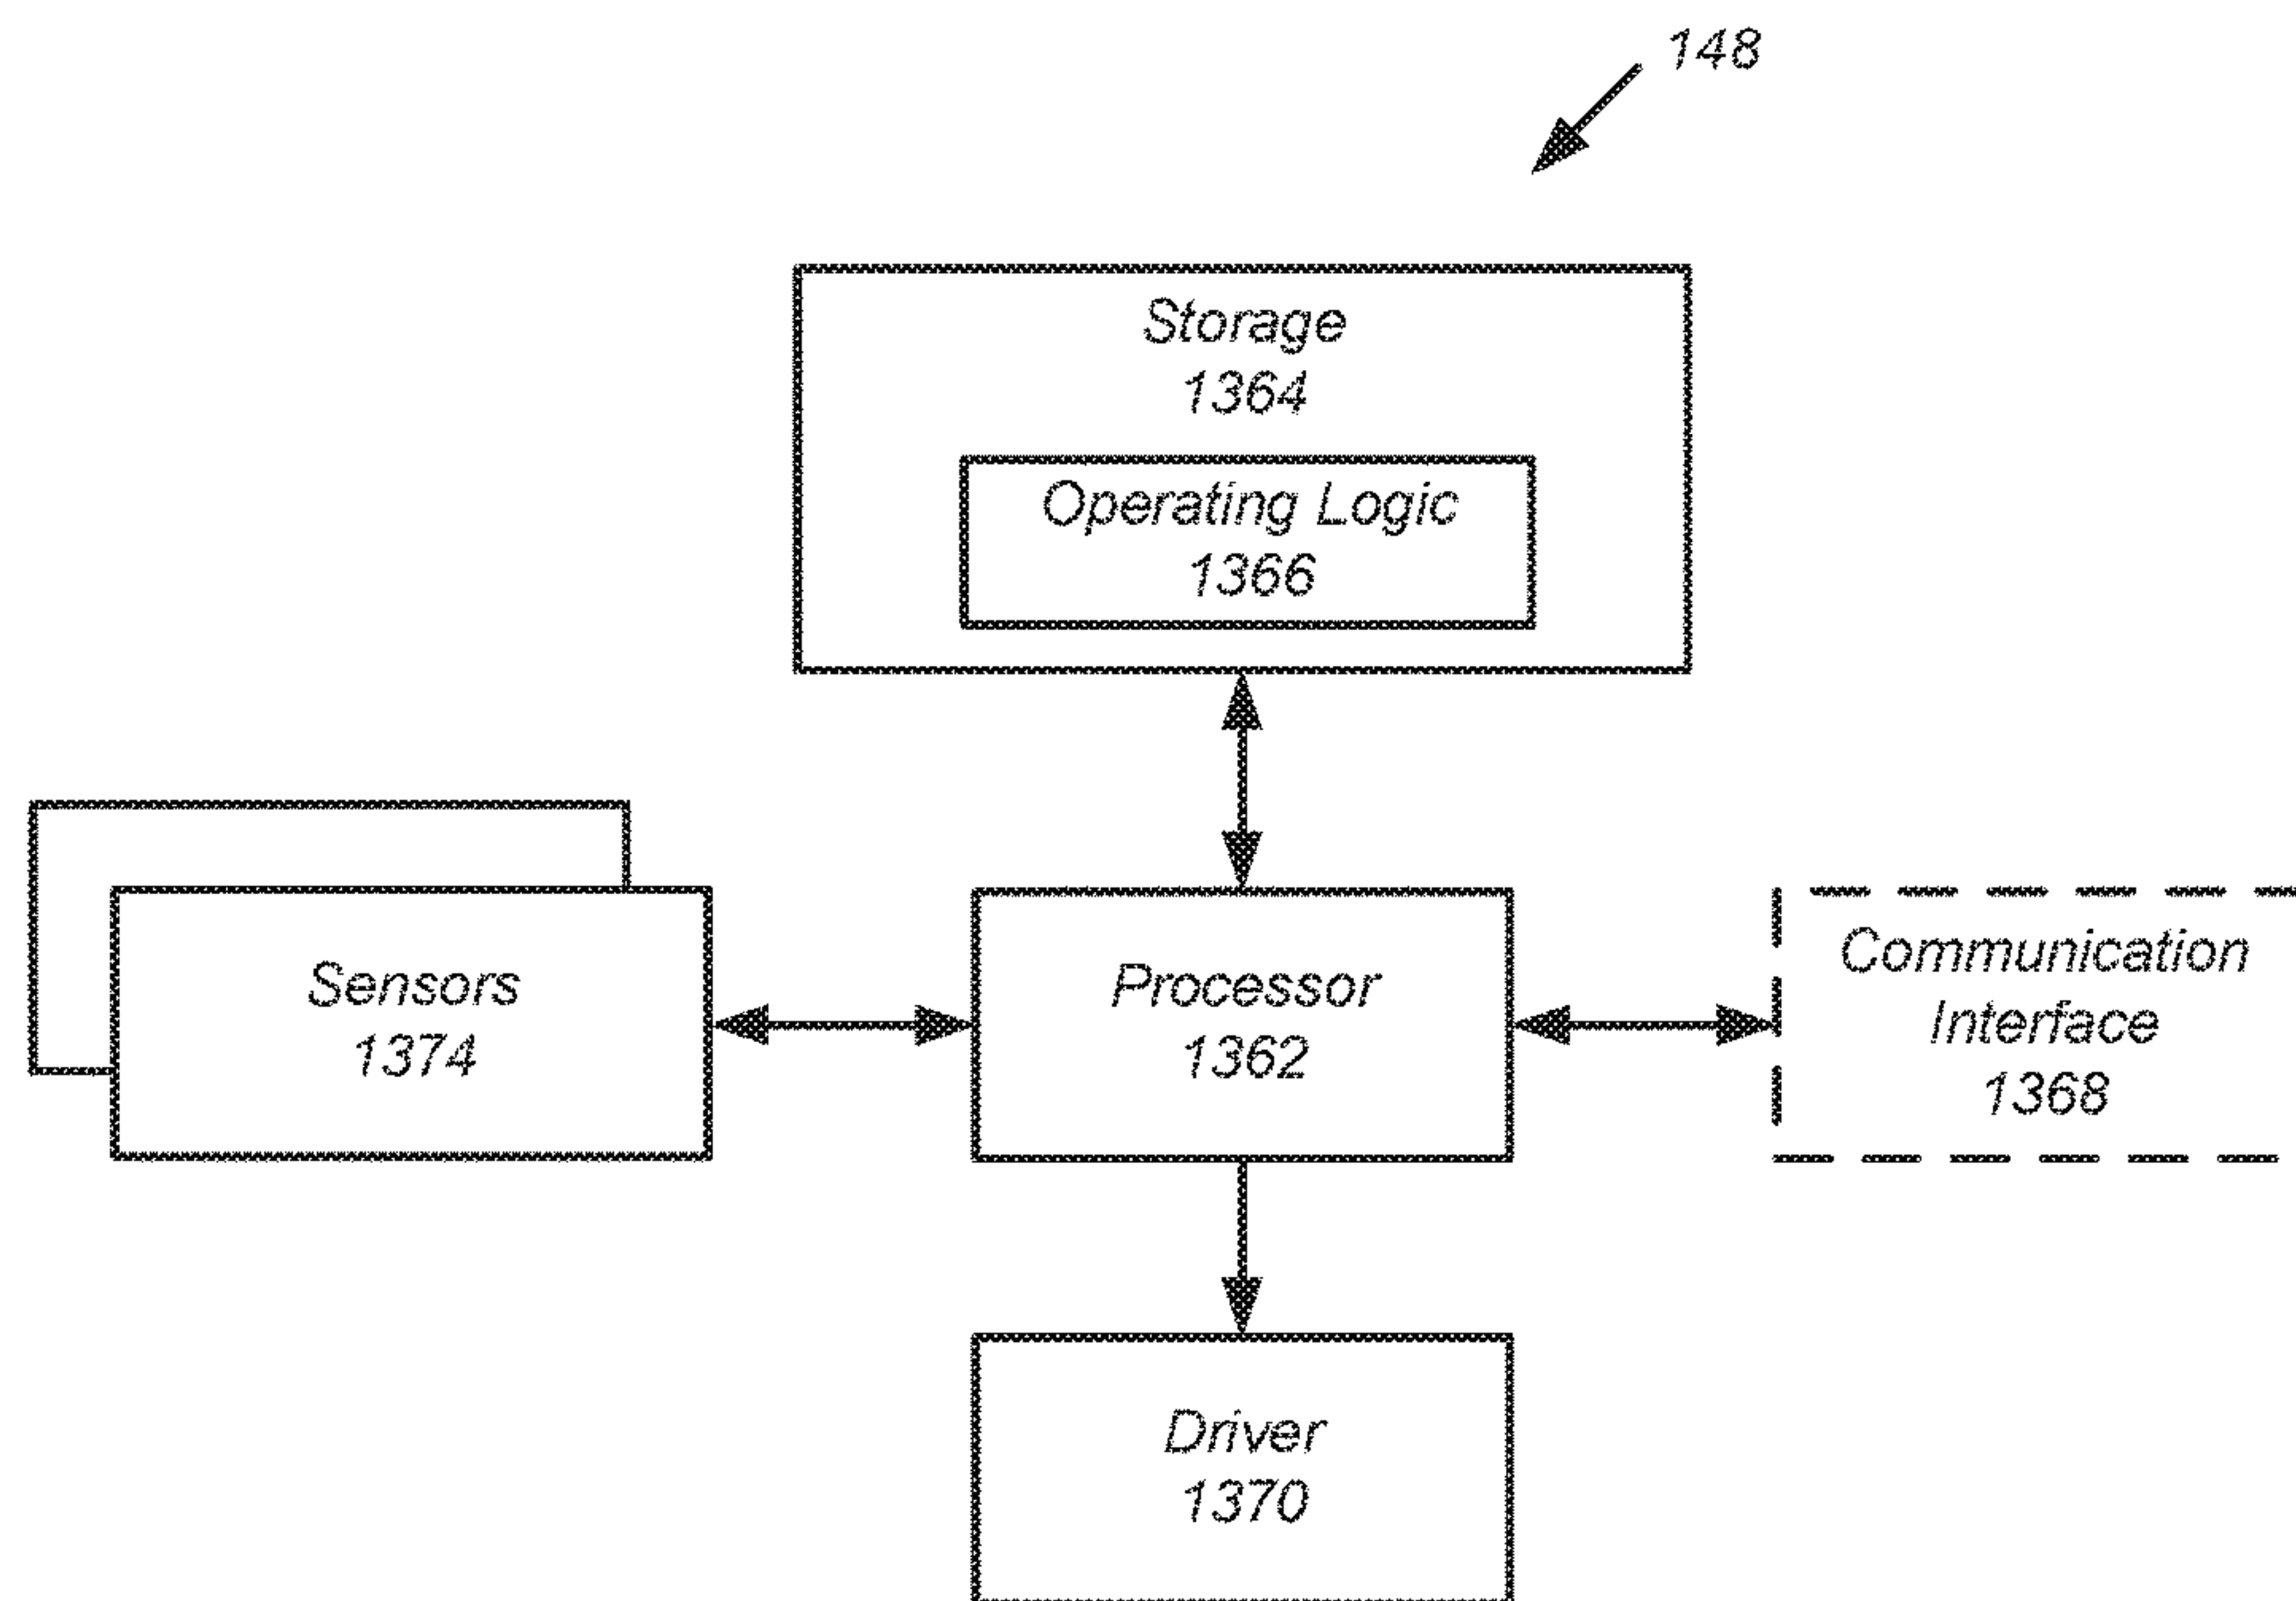 148
Storage
1364
Operating Logic
1366
Sensors
1374
Processor
1362
Communication
Interface
1368
Driver
1370